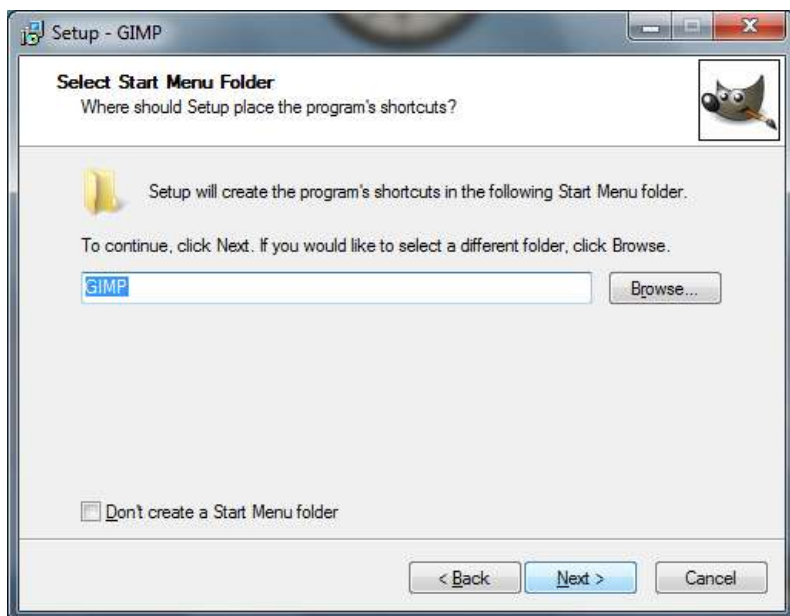 Setup - GIMP
Select Start Menu Folder
Where should Setup place the program's shortcuts?
Setup will create the program's shortcuts in the following Start Menu folder.
To continue, click Next. If you would like to select a different folder, click Browse.
GIMP
Browse...
Don't create a Start Menu folder
< Back
Next >
Cancel